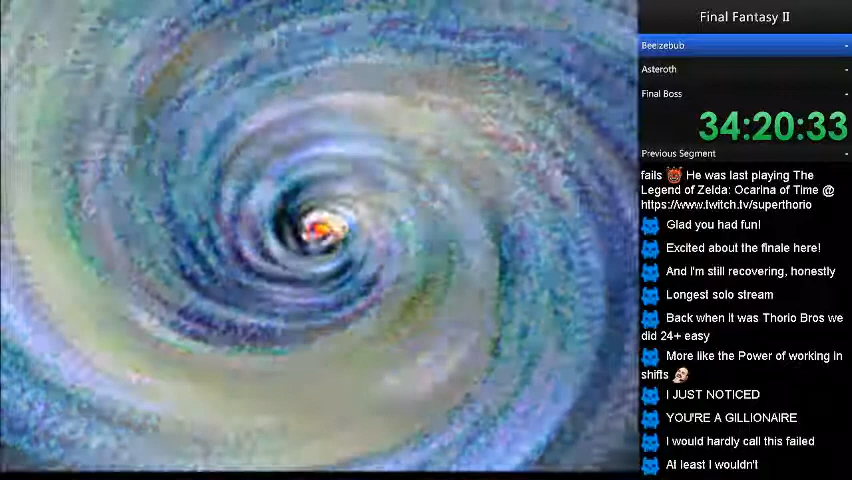 Final Fantasy II
Beelzebub -
Asteroth -
Final Boss -
34:20:33
Previous Segment -
fails He was last playing The
Legend of Zelda: Ocarina of Time @
https://www.twitch.tv/superthorio
Glad you had fun!
Excited about the finale here!
And I'm still recovering, honestly
Longest solo stream
Back when it was Thorio Bros we
did 24+ easy
More like the Power of working in
shifts
I JUST NOTICED
YOU'RE A GILLIONAIRE
I would hardly call this failed
At least I wouldn't